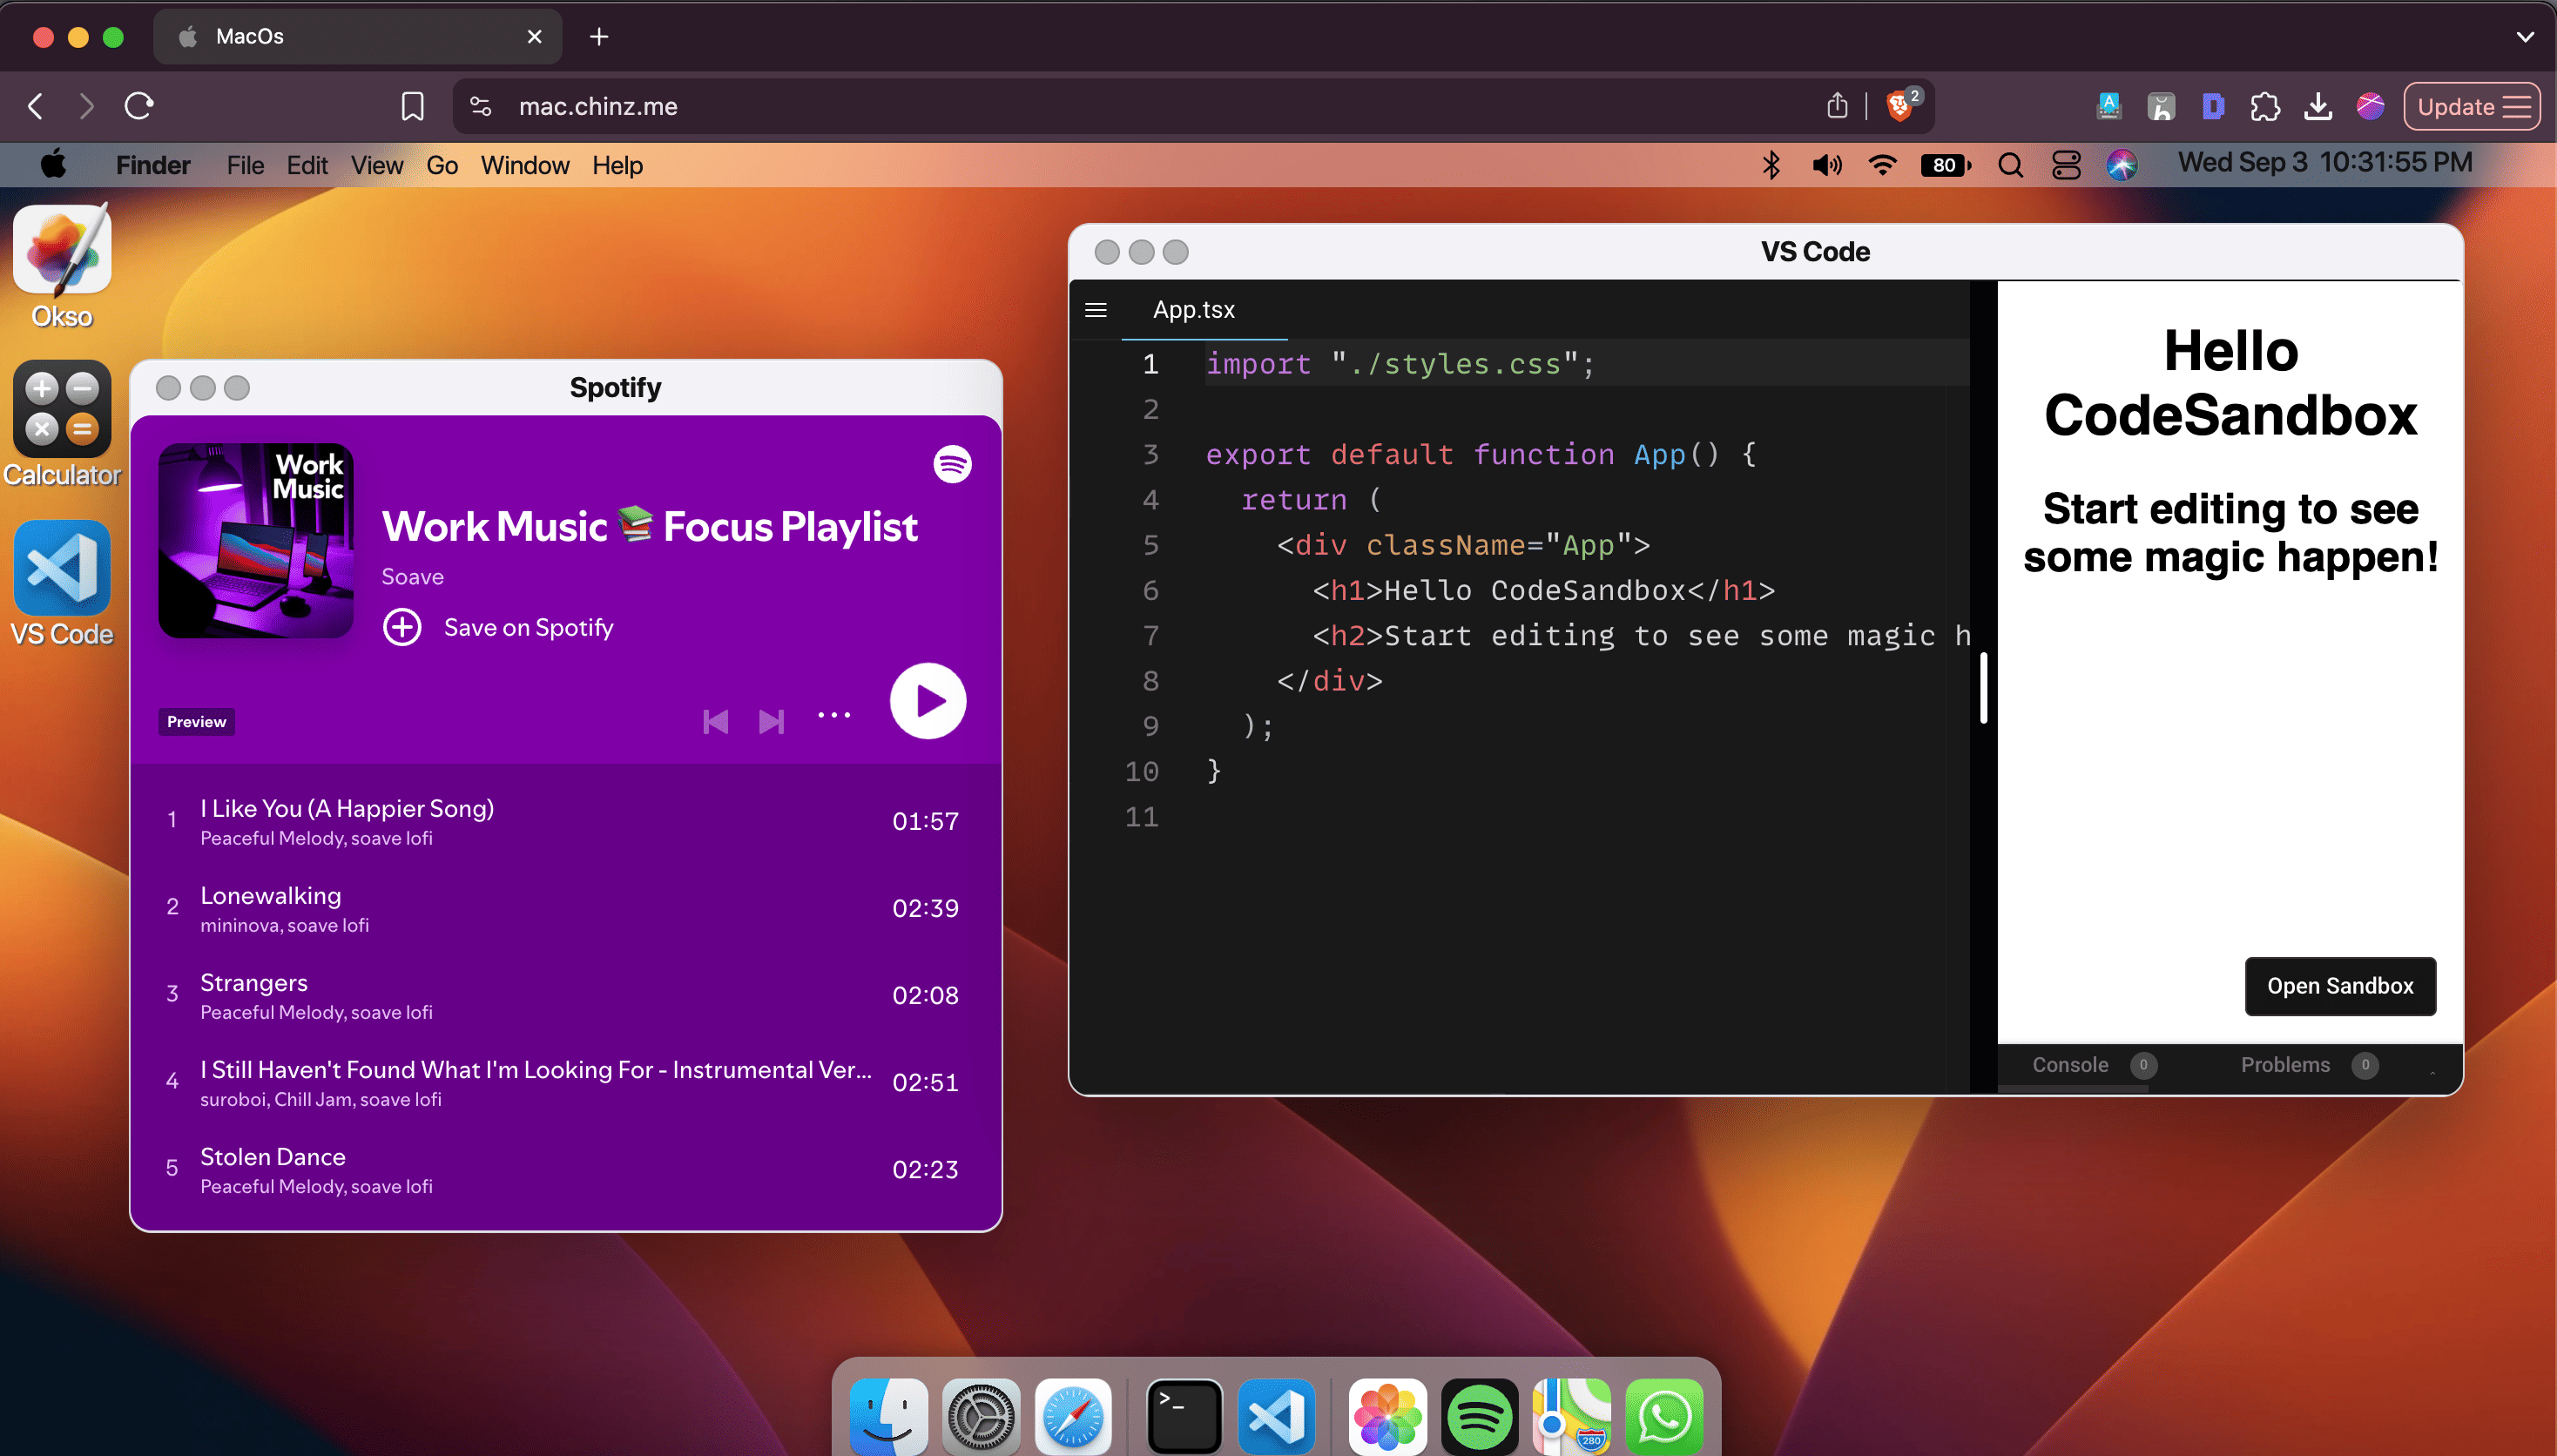 MacOs
mac.chinz.me
2
Update
Finder File Edit View Go Window Help
80
Wed Sep 3 10:31:55 PM
Okso
Calculator
VS Code
Spotify
Work
Music
Work Music 📚 Focus Playlist
Soave
Save on Spotify
Preview
1 I Like You (A Happier Song) 01:57
Peaceful Melody, soave lofi
2 Lonewalking 02:39
mininova, soave lofi
3 Strangers 02:08
Peaceful Melody, soave lofi
4 I Still Haven't Found What I'm Looking For - Instrumental Ver... 02:51
suroboi, Chill Jam, soave lofi
5 Stolen Dance 02:23
Peaceful Melody, soave lofi
VS Code
App.tsx
1 import "./styles.css";
2
3 export default function App() {
4   return (
5     <div className="App">
6       <h1>Hello CodeSandbox</h1>
7       <h2>Start editing to see some magic h
8     </div>
9   );
10 }
11
Hello
CodeSandbox
Start editing to see
some magic happen!
Open Sandbox
Console 0 Problems 0
>_
280